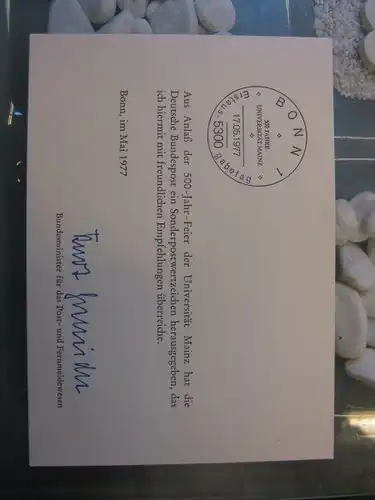 BONN 1
500 JAHRE
UNIVERSITÄT MAINZ
17.05.1977
5300
Erstausgabetag
Aus Anlaß der 500-Jahr-Feier der Universität Mainz hat die
Deutsche Bundespost ein Sonderpostwertzeichen herausgegeben, das
ich hiermit mit freundlichen Empfehlungen überreiche.
Bonn, im Mai 1977
Bundesminister für das Post- und Fernmeldewesen